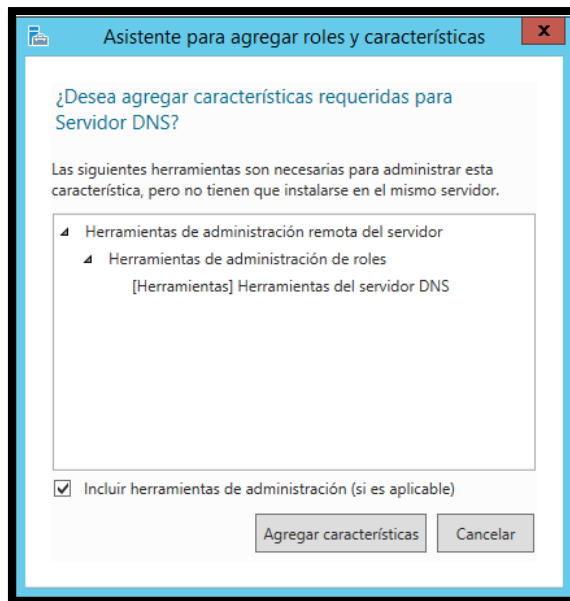 Asistente para agregar roles y características
x
¿Desea agregar características requeridas para
Servidor DNS?
Las siguientes herramientas son necesarias para administrar esta
característica, pero no tienen que instalarse en el mismo servidor.
Herramientas de administración remota del servidor
Herramientas de administración de roles
[Herramientas] Herramientas del servidor DNS
Incluir herramientas de administración (si es aplicable)
Agregar características Cancelar